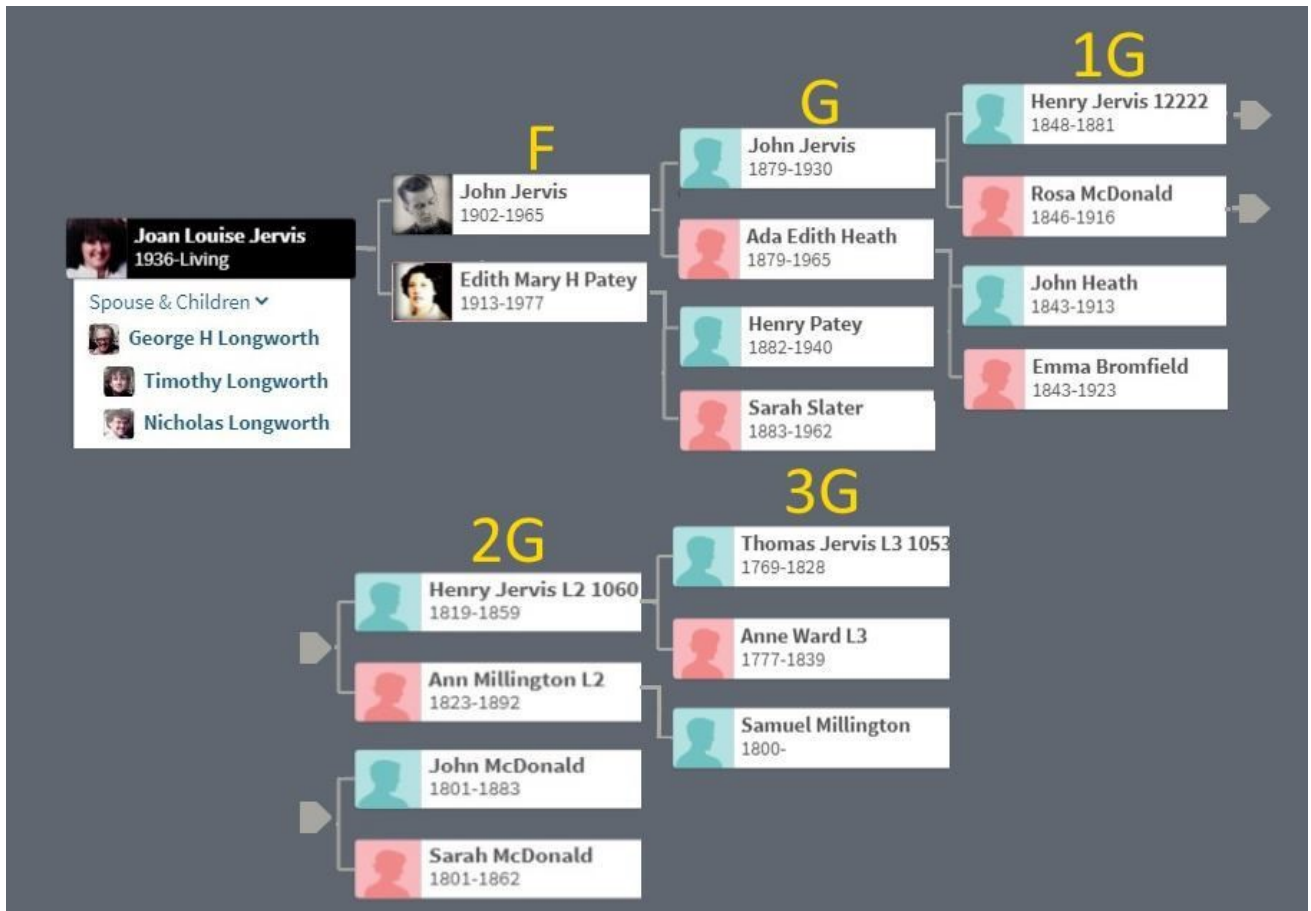 1G
Henry Jervis 12222
1848-1881
G
John Jervis
1879-1930
F
John Jervis
1902-1965
Rosa McDonald
1846-1916
Joan Louise Jervis
1936-Living
Ada Edith Heath
1879-1965
Edith Mary H Patey
1913-1977
John Heath
1843-1913
Spouse & Children
George H Longworth
Timothy Longworth
Nicholas Longworth
Henry Patey
1882-1940
Emma Bromfield
1843-1923
Sarah Slater
1883-1962
3G
2G
Thomas Jervis L3 1053
1769-1828
Henry Jervis L2 1060
1819-1859
Anne Ward L3
1777-1839
Ann Millington L2
1823-1892
Samuel Millington
1800-
John McDonald
1801-1883
Sarah McDonald
1801-1862